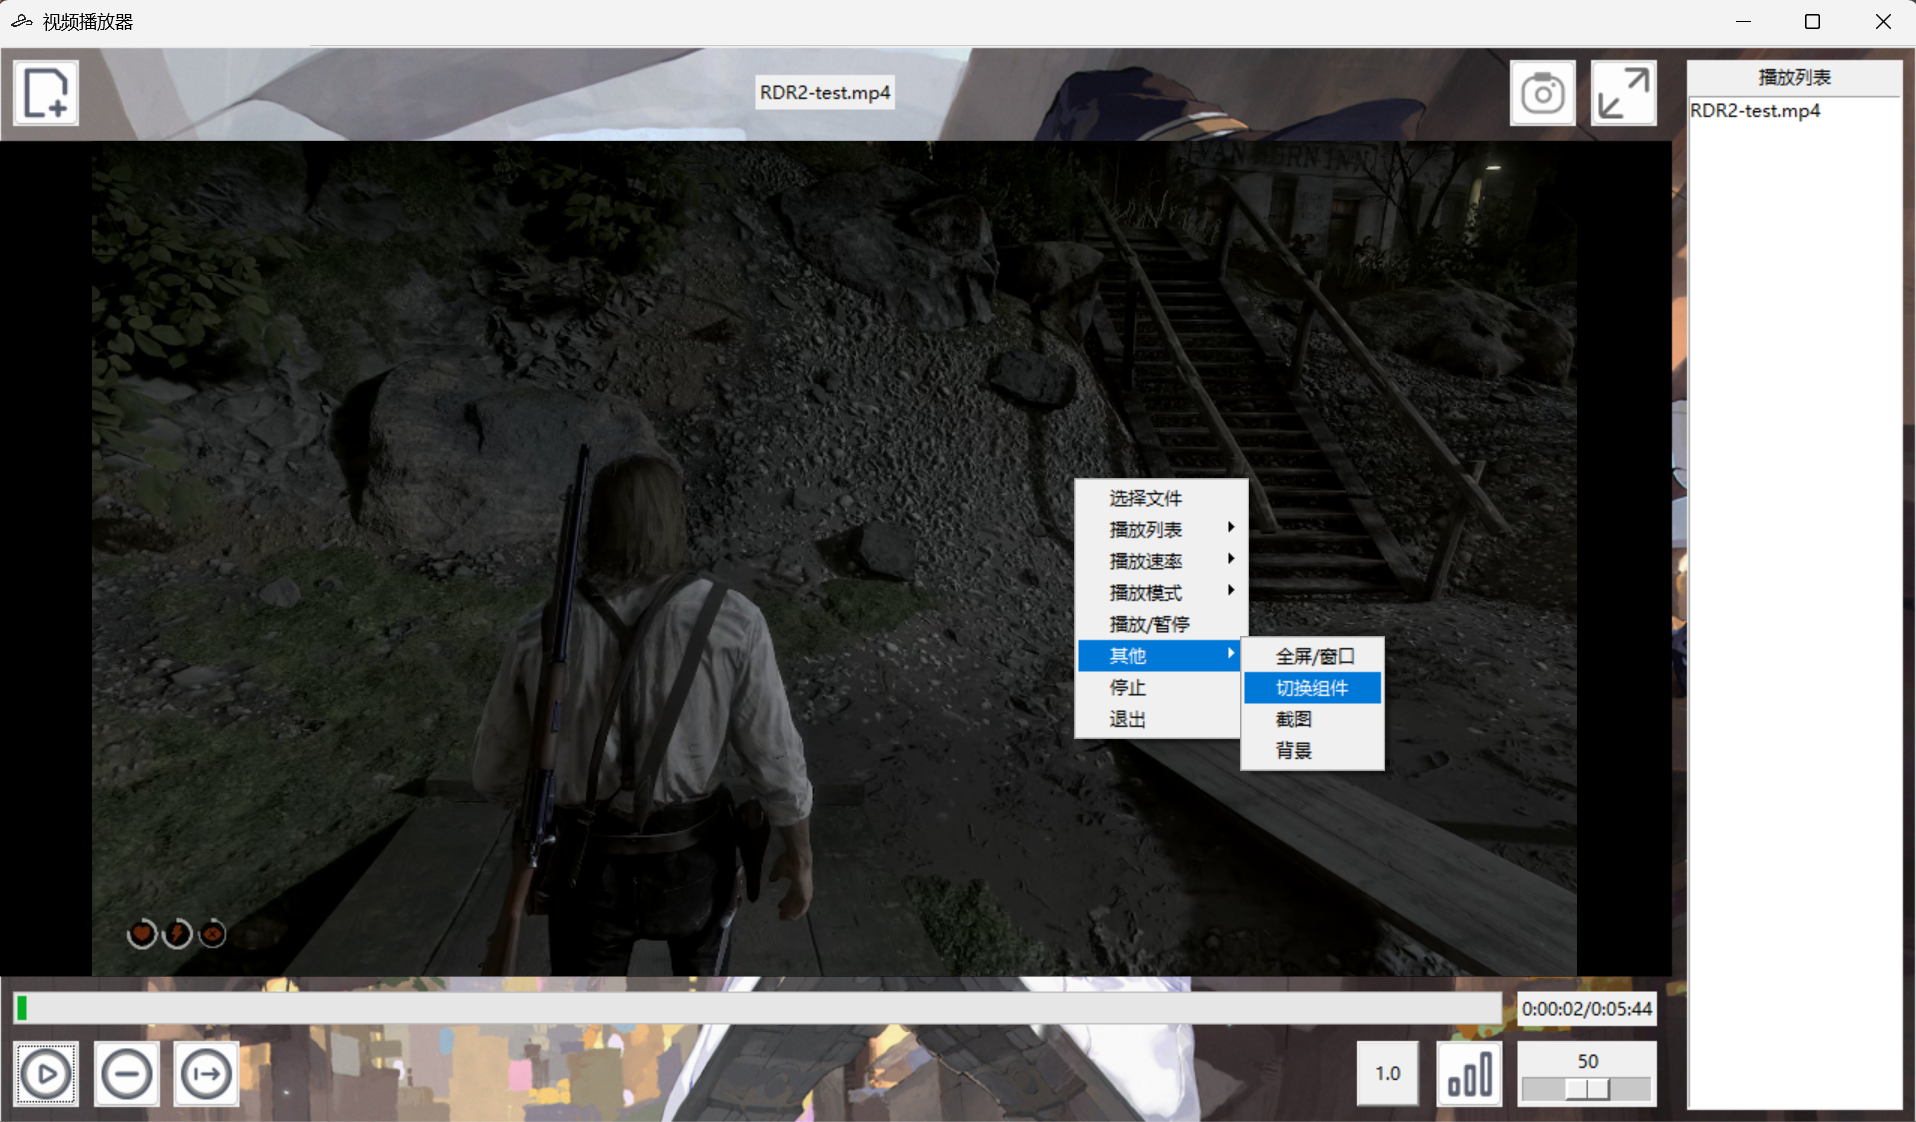 视频播放器
RDR2-test.mp4
播放列表
RDR2-test.mp4
选择文件
播放列表
播放速率
播放模式
播放/暂停
其他
停止
退出
全屏/窗口
切换组件
截图
背景
0:00:02/0:05:44
1.0
50